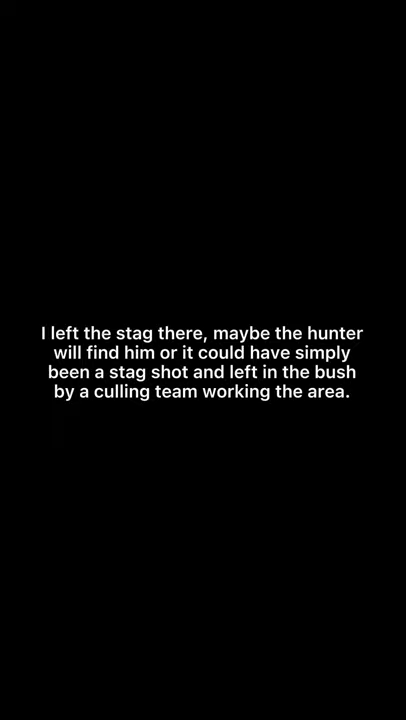 I left the stag there, maybe the hunter
will find him or it could have simply
been a stag shot and left in the bush
by a culling team working the area.